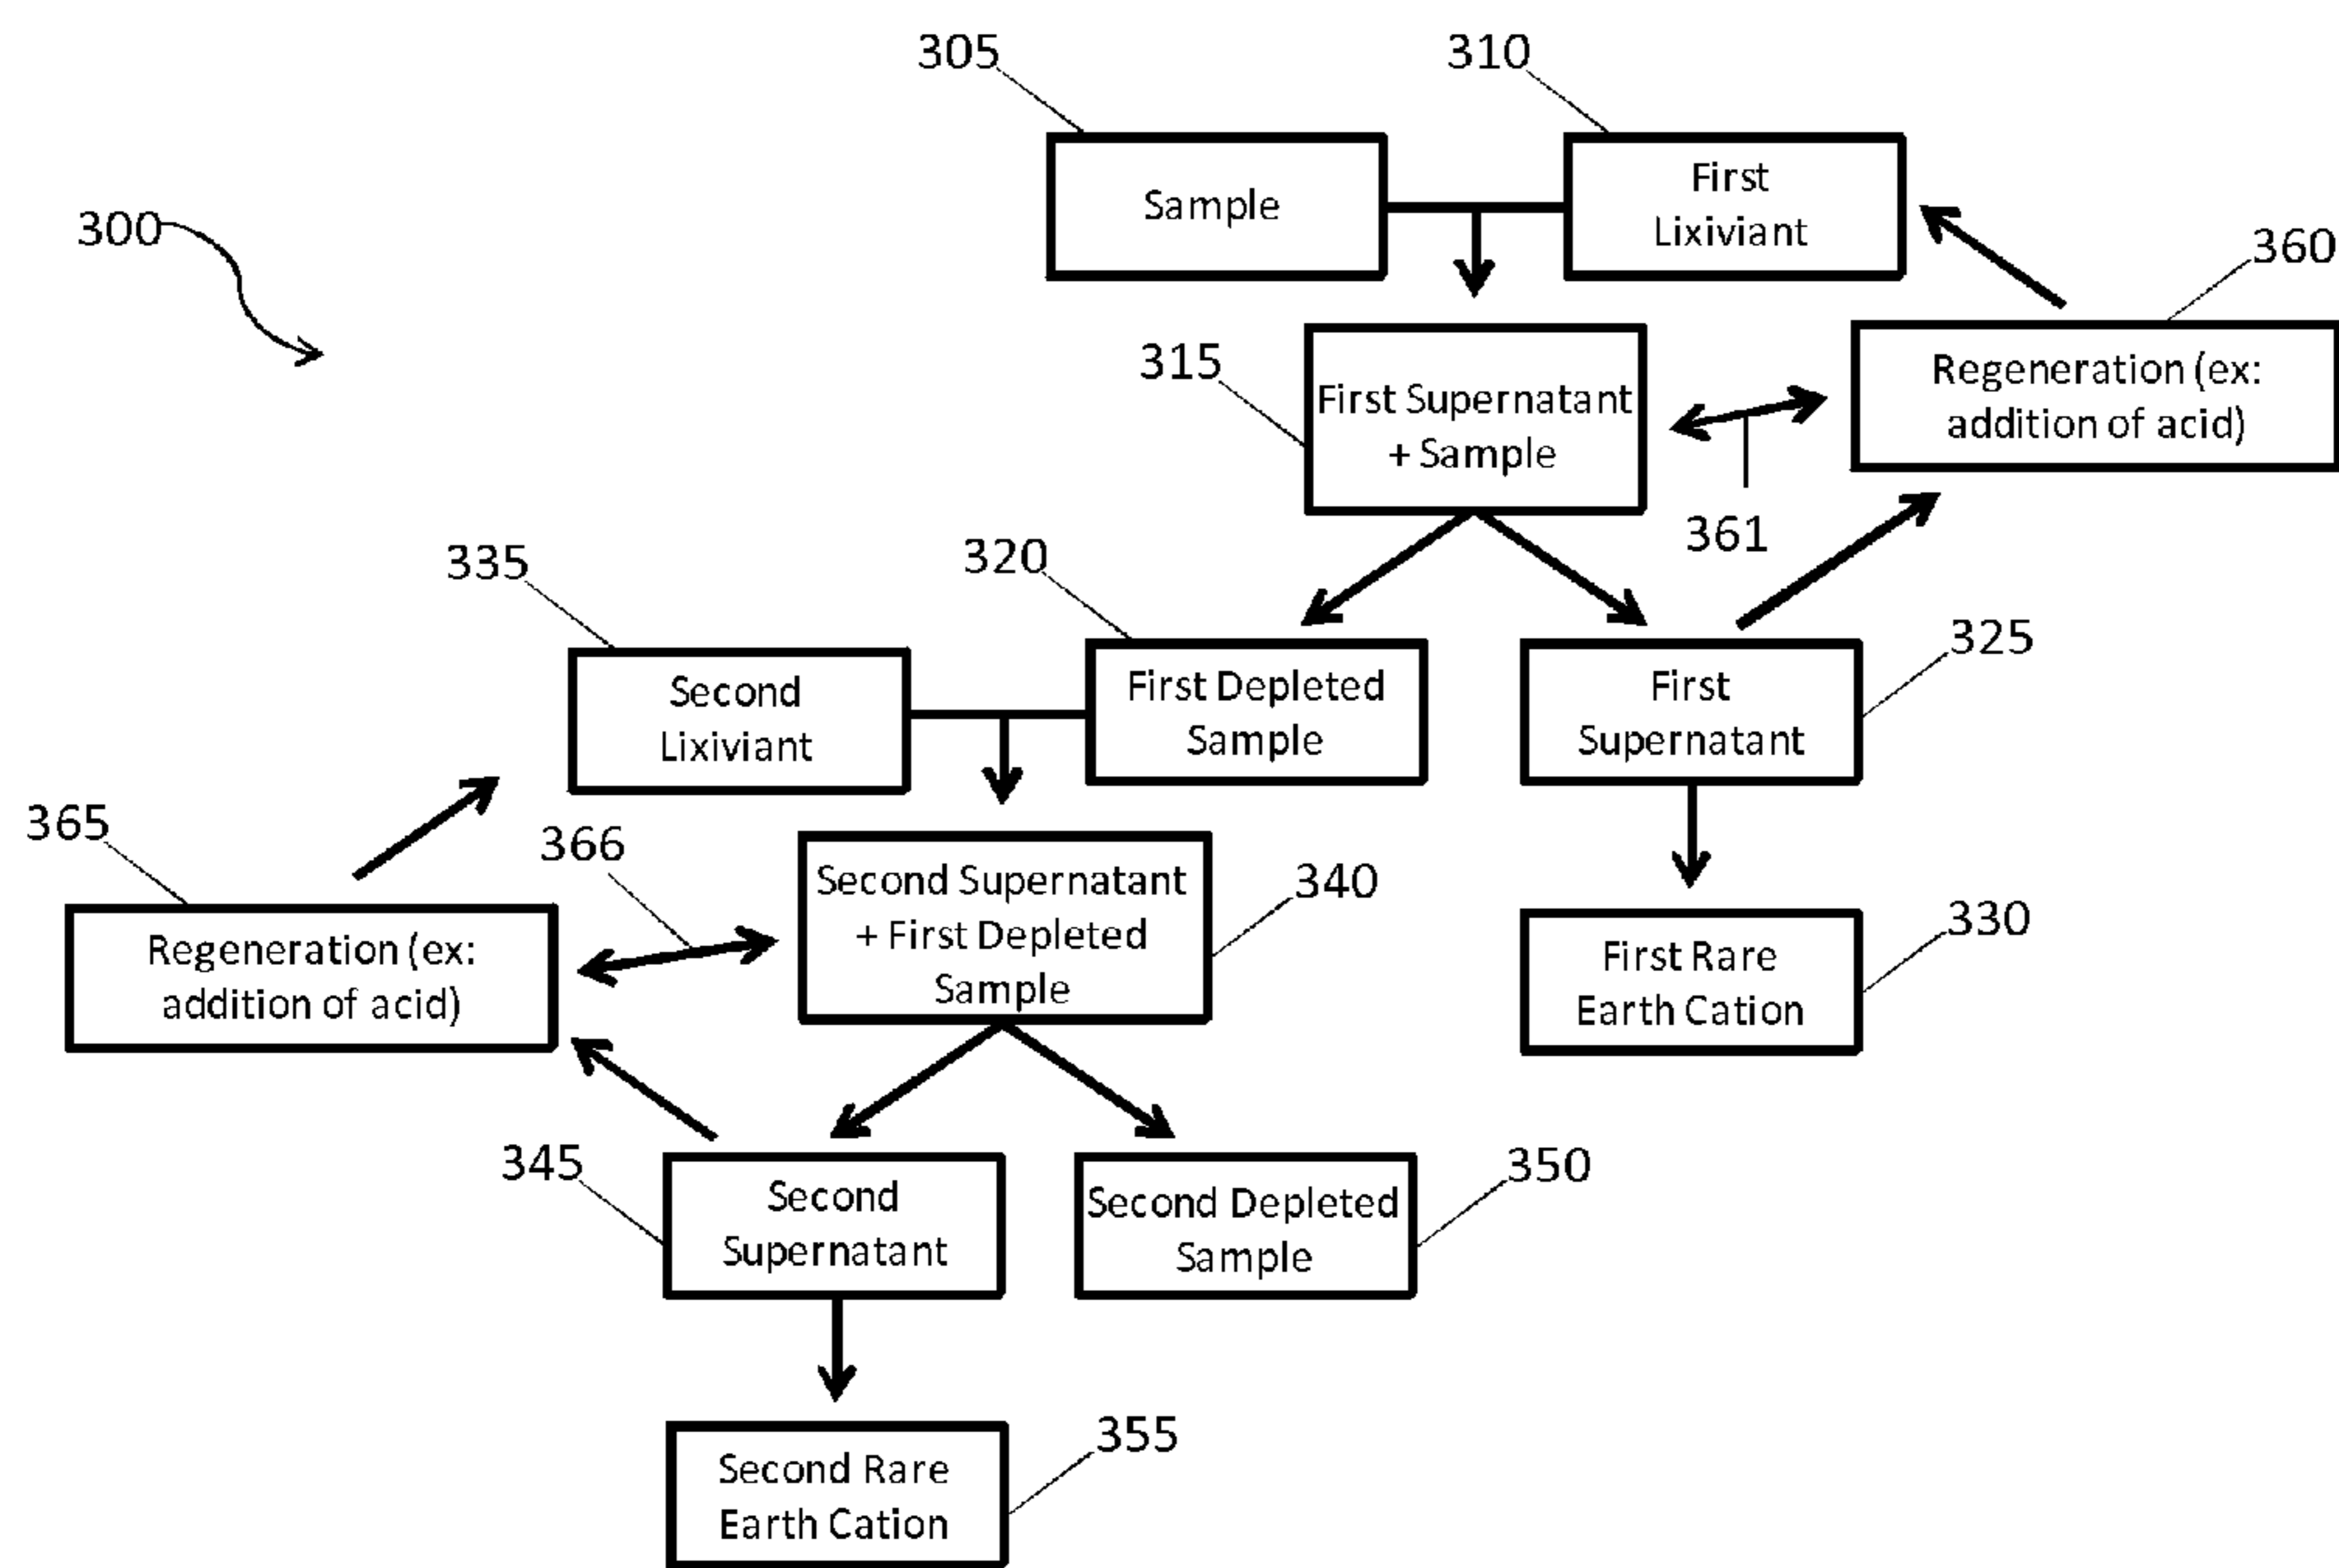 305
310
Sample
First
Lixiviant
300
360
315
First Supernatant
+ Sample
Regeneration (ex:
addition of acid)
361
335
320
325
Second
Lixiviant
First Depleted
Sample
First
Supernatant
365
366
Second Supernatant
+ First Depleted
Sample
340
330
Regeneration (ex:
addition of acid)
First Rare
Earth Cation
345
350
Second
Supernatant
Second Depleted
Sample
355
Second Rare
Earth Cation